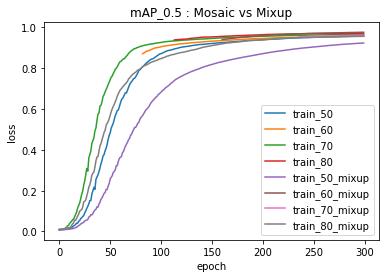 mAP_0.5 : Mosaic vs Mixup
loss
1.0
0.8
0.6
0.4
0.2
0.0
train_50
train_60
train_70
train_80
train_50_mixup
train_60_mixup
train_70_mixup
train_80_mixup
0 50 100 150 200 250 300
epoch